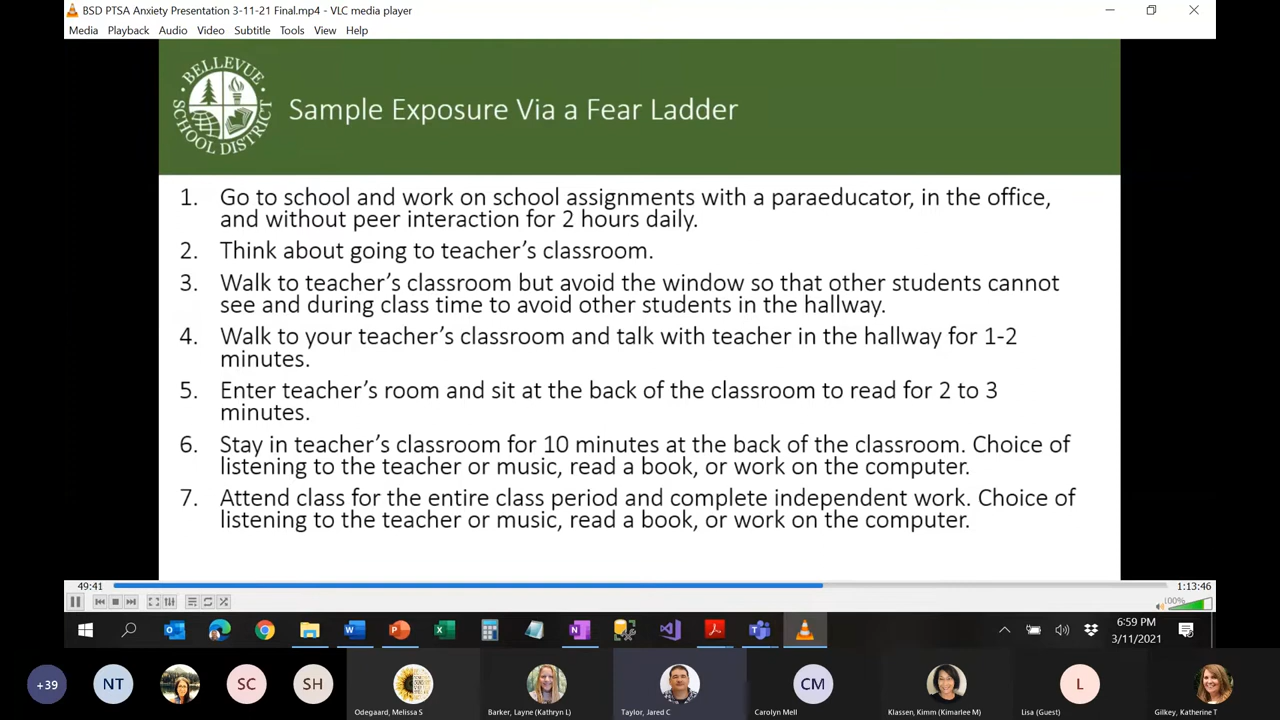 BSD PTSA Anxiety Presentation 3-11-21 Final.mp4 - VLC media player
Media Playback Audio Video Subtitle Tools View Help
BELLEVUE
SCHOOL DISTRICT
Sample Exposure Via a Fear Ladder
1. Go to school and work on school assignments with a paraeducator, in the office,
and without peer interaction for 2 hours daily.
2. Think about going to teacher's classroom.
3. Walk to teacher's classroom but avoid the window so that other students cannot
see and during class time to avoid other students in the hallway.
4. Walk to your teacher's classroom and talk with teacher in the hallway for 1-2
minutes.
5. Enter teacher's room and sit at the back of the classroom to read for 2 to 3
minutes.
6. Stay in teacher's classroom for 10 minutes at the back of the classroom. Choice of
listening to the teacher or music, read a book, or work on the computer.
7. Attend class for the entire class period and complete independent work. Choice of
listening to the teacher or music, read a book, or work on the computer.
49:41
1:13:46
100%
6:59 PM
3/11/2021
+39
NT
SC
SH
CM
L
Odegaard, Melissa S
Barker, Layne (Kathryn L)
Taylor, Jared C
Carolyn Mell
Klassen, Kimm (Kimarlee M)
Lisa (Guest)
Gilkey, Katherine T